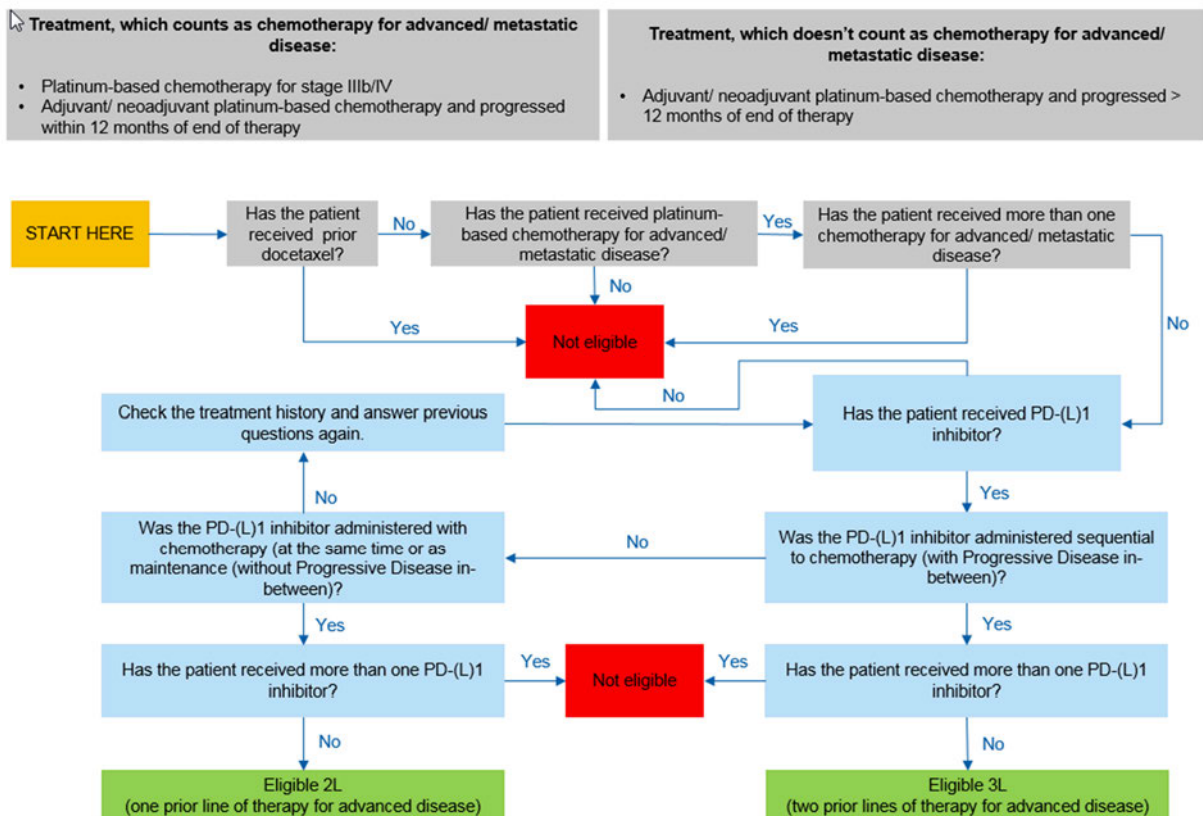 Treatment, which counts as chemotherapy for advanced/ metastatic
disease:
• Platinum-based chemotherapy for stage IIIb/IV
• Adjuvant/ neoadjuvant platinum-based chemotherapy and progressed
within 12 months of end of therapy
Treatment, which doesn't count as chemotherapy for advanced/
metastatic disease:
• Adjuvant/ neoadjuvant platinum-based chemotherapy and progressed >
12 months of end of therapy
START HERE
Has the patient
received prior
docetaxel?
No
Has the patient received platinum-
based chemotherapy for advanced/
metastatic disease?
Yes
Has the patient received more than one
chemotherapy for advanced/ metastatic
disease?
No
Yes
Not eligible
Yes
No
No
Check the treatment history and answer previous
questions again.
Has the patient received PD-(L)1
inhibitor?
No
Yes
Was the PD-(L)1 inhibitor administered with
chemotherapy (at the same time or as
maintenance (without Progressive Disease in-
between)?
No
Was the PD-(L)1 inhibitor administered sequential
to chemotherapy (with Progressive Disease in-
between)?
Yes
Yes
Has the patient received more than one PD-(L)1
inhibitor?
Yes
Not eligible
Yes
Has the patient received more than one PD-(L)1
inhibitor?
No
No
Eligible 2L
(one prior line of therapy for advanced disease)
Eligible 3L
(two prior lines of therapy for advanced disease)